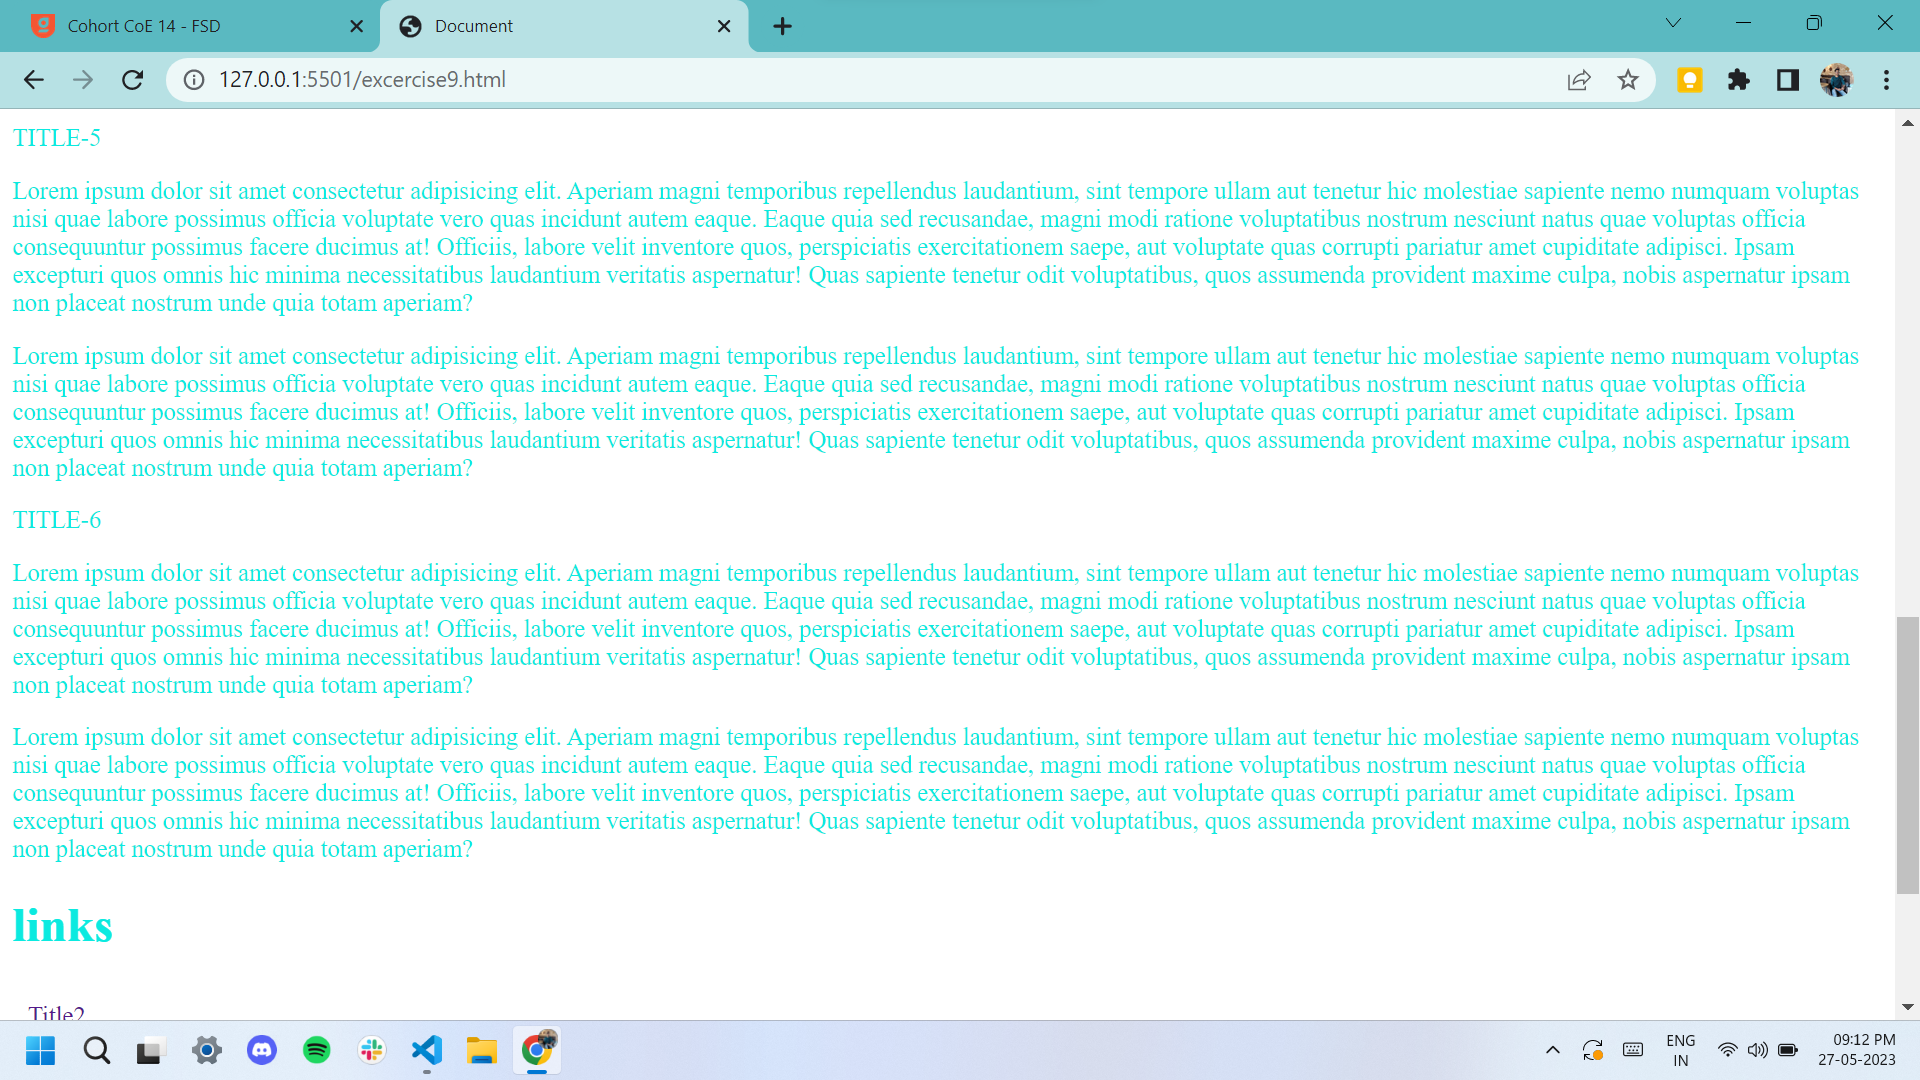 Cohort CoE 14 - FSD
Document
127.0.0.1:5501/excercise9.html
TITLE-5
Lorem ipsum dolor sit amet consectetur adipisicing elit. Aperiam magni temporibus repellendus laudantium, sint tempore ullam aut tenetur hic molestiae sapiente nemo numquam voluptas
nisi quae labore possimus officia voluptate vero quas incidunt autem eaque. Eaque quia sed recusandae, magni modi ratione voluptatibus nostrum nesciunt natus quae voluptas officia
consequuntur possimus facere ducimus at! Officiis, labore velit inventore quos, perspiciatis exercitationem saepe, aut voluptate quas corrupti pariatur amet cupiditate adipisci. Ipsam
excepturi quos omnis hic minima necessitatibus laudantium veritatis aspernatur! Quas sapiente tenetur odit voluptatibus, quos assumenda provident maxime culpa, nobis aspernatur ipsam
non placeat nostrum unde quia totam aperiam?
Lorem ipsum dolor sit amet consectetur adipisicing elit. Aperiam magni temporibus repellendus laudantium, sint tempore ullam aut tenetur hic molestiae sapiente nemo numquam voluptas
nisi quae labore possimus officia voluptate vero quas incidunt autem eaque. Eaque quia sed recusandae, magni modi ratione voluptatibus nostrum nesciunt natus quae voluptas officia
consequuntur possimus facere ducimus at! Officiis, labore velit inventore quos, perspiciatis exercitationem saepe, aut voluptate quas corrupti pariatur amet cupiditate adipisci. Ipsam
excepturi quos omnis hic minima necessitatibus laudantium veritatis aspernatur! Quas sapiente tenetur odit voluptatibus, quos assumenda provident maxime culpa, nobis aspernatur ipsam
non placeat nostrum unde quia totam aperiam?
TITLE-6
Lorem ipsum dolor sit amet consectetur adipisicing elit. Aperiam magni temporibus repellendus laudantium, sint tempore ullam aut tenetur hic molestiae sapiente nemo numquam voluptas
nisi quae labore possimus officia voluptate vero quas incidunt autem eaque. Eaque quia sed recusandae, magni modi ratione voluptatibus nostrum nesciunt natus quae voluptas officia
consequuntur possimus facere ducimus at! Officiis, labore velit inventore quos, perspiciatis exercitationem saepe, aut voluptate quas corrupti pariatur amet cupiditate adipisci. Ipsam
excepturi quos omnis hic minima necessitatibus laudantium veritatis aspernatur! Quas sapiente tenetur odit voluptatibus, quos assumenda provident maxime culpa, nobis aspernatur ipsam
non placeat nostrum unde quia totam aperiam?
Lorem ipsum dolor sit amet consectetur adipisicing elit. Aperiam magni temporibus repellendus laudantium, sint tempore ullam aut tenetur hic molestiae sapiente nemo numquam voluptas
nisi quae labore possimus officia voluptate vero quas incidunt autem eaque. Eaque quia sed recusandae, magni modi ratione voluptatibus nostrum nesciunt natus quae voluptas officia
consequuntur possimus facere ducimus at! Officiis, labore velit inventore quos, perspiciatis exercitationem saepe, aut voluptate quas corrupti pariatur amet cupiditate adipisci. Ipsam
excepturi quos omnis hic minima necessitatibus laudantium veritatis aspernatur! Quas sapiente tenetur odit voluptatibus, quos assumenda provident maxime culpa, nobis aspernatur ipsam
non placeat nostrum unde quia totam aperiam?
links
Title2
ENG
IN
09:12 PM
27-05-2023